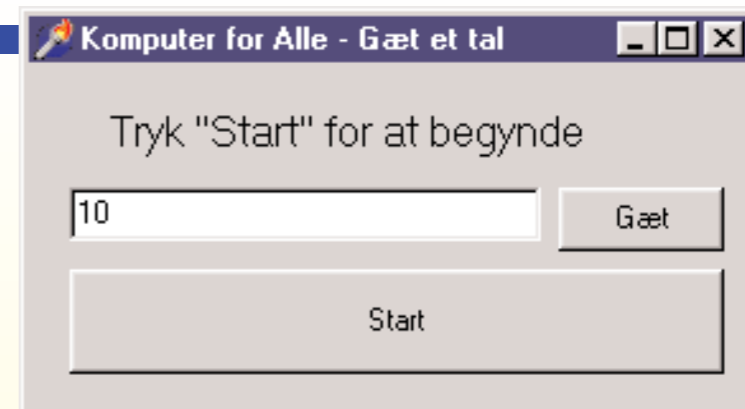 Komputer for Alle - Gæt et tal
Tryk "Start" for at begynde
10
Gæt
Start